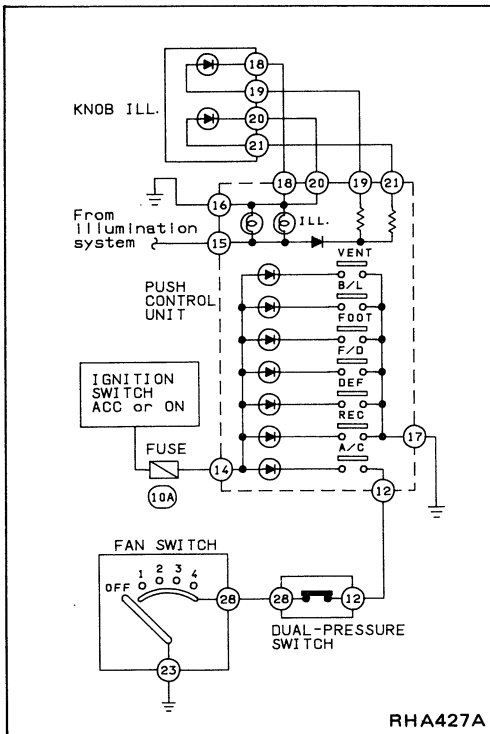 18
19
KNOB ILL.
20
21
18
20
19
21
16
ILL.
From
illumination
system
15
VENT
PUSH
CONTROL
UNIT
B/L
FOOT
F/D
IGNITION
SWITCH
ACC or ON
DEF
REC
FUSE
A/C
14
17
10A
12
FAN SWITCH
OFF 1 2 3 4
28
28
12
DUAL-PRESSURE
SWITCH
23
RHA427A